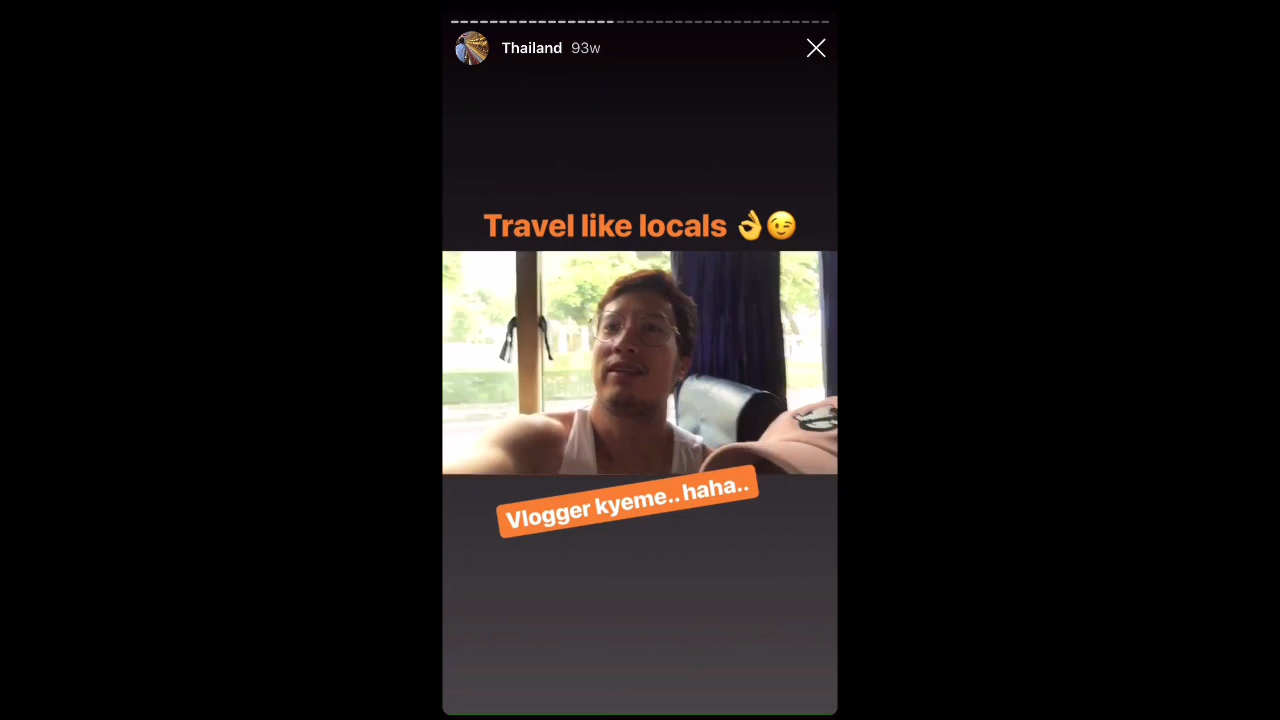 Thailand 93w
Travel like locals 👌😉
Vlogger kyeme.. haha..